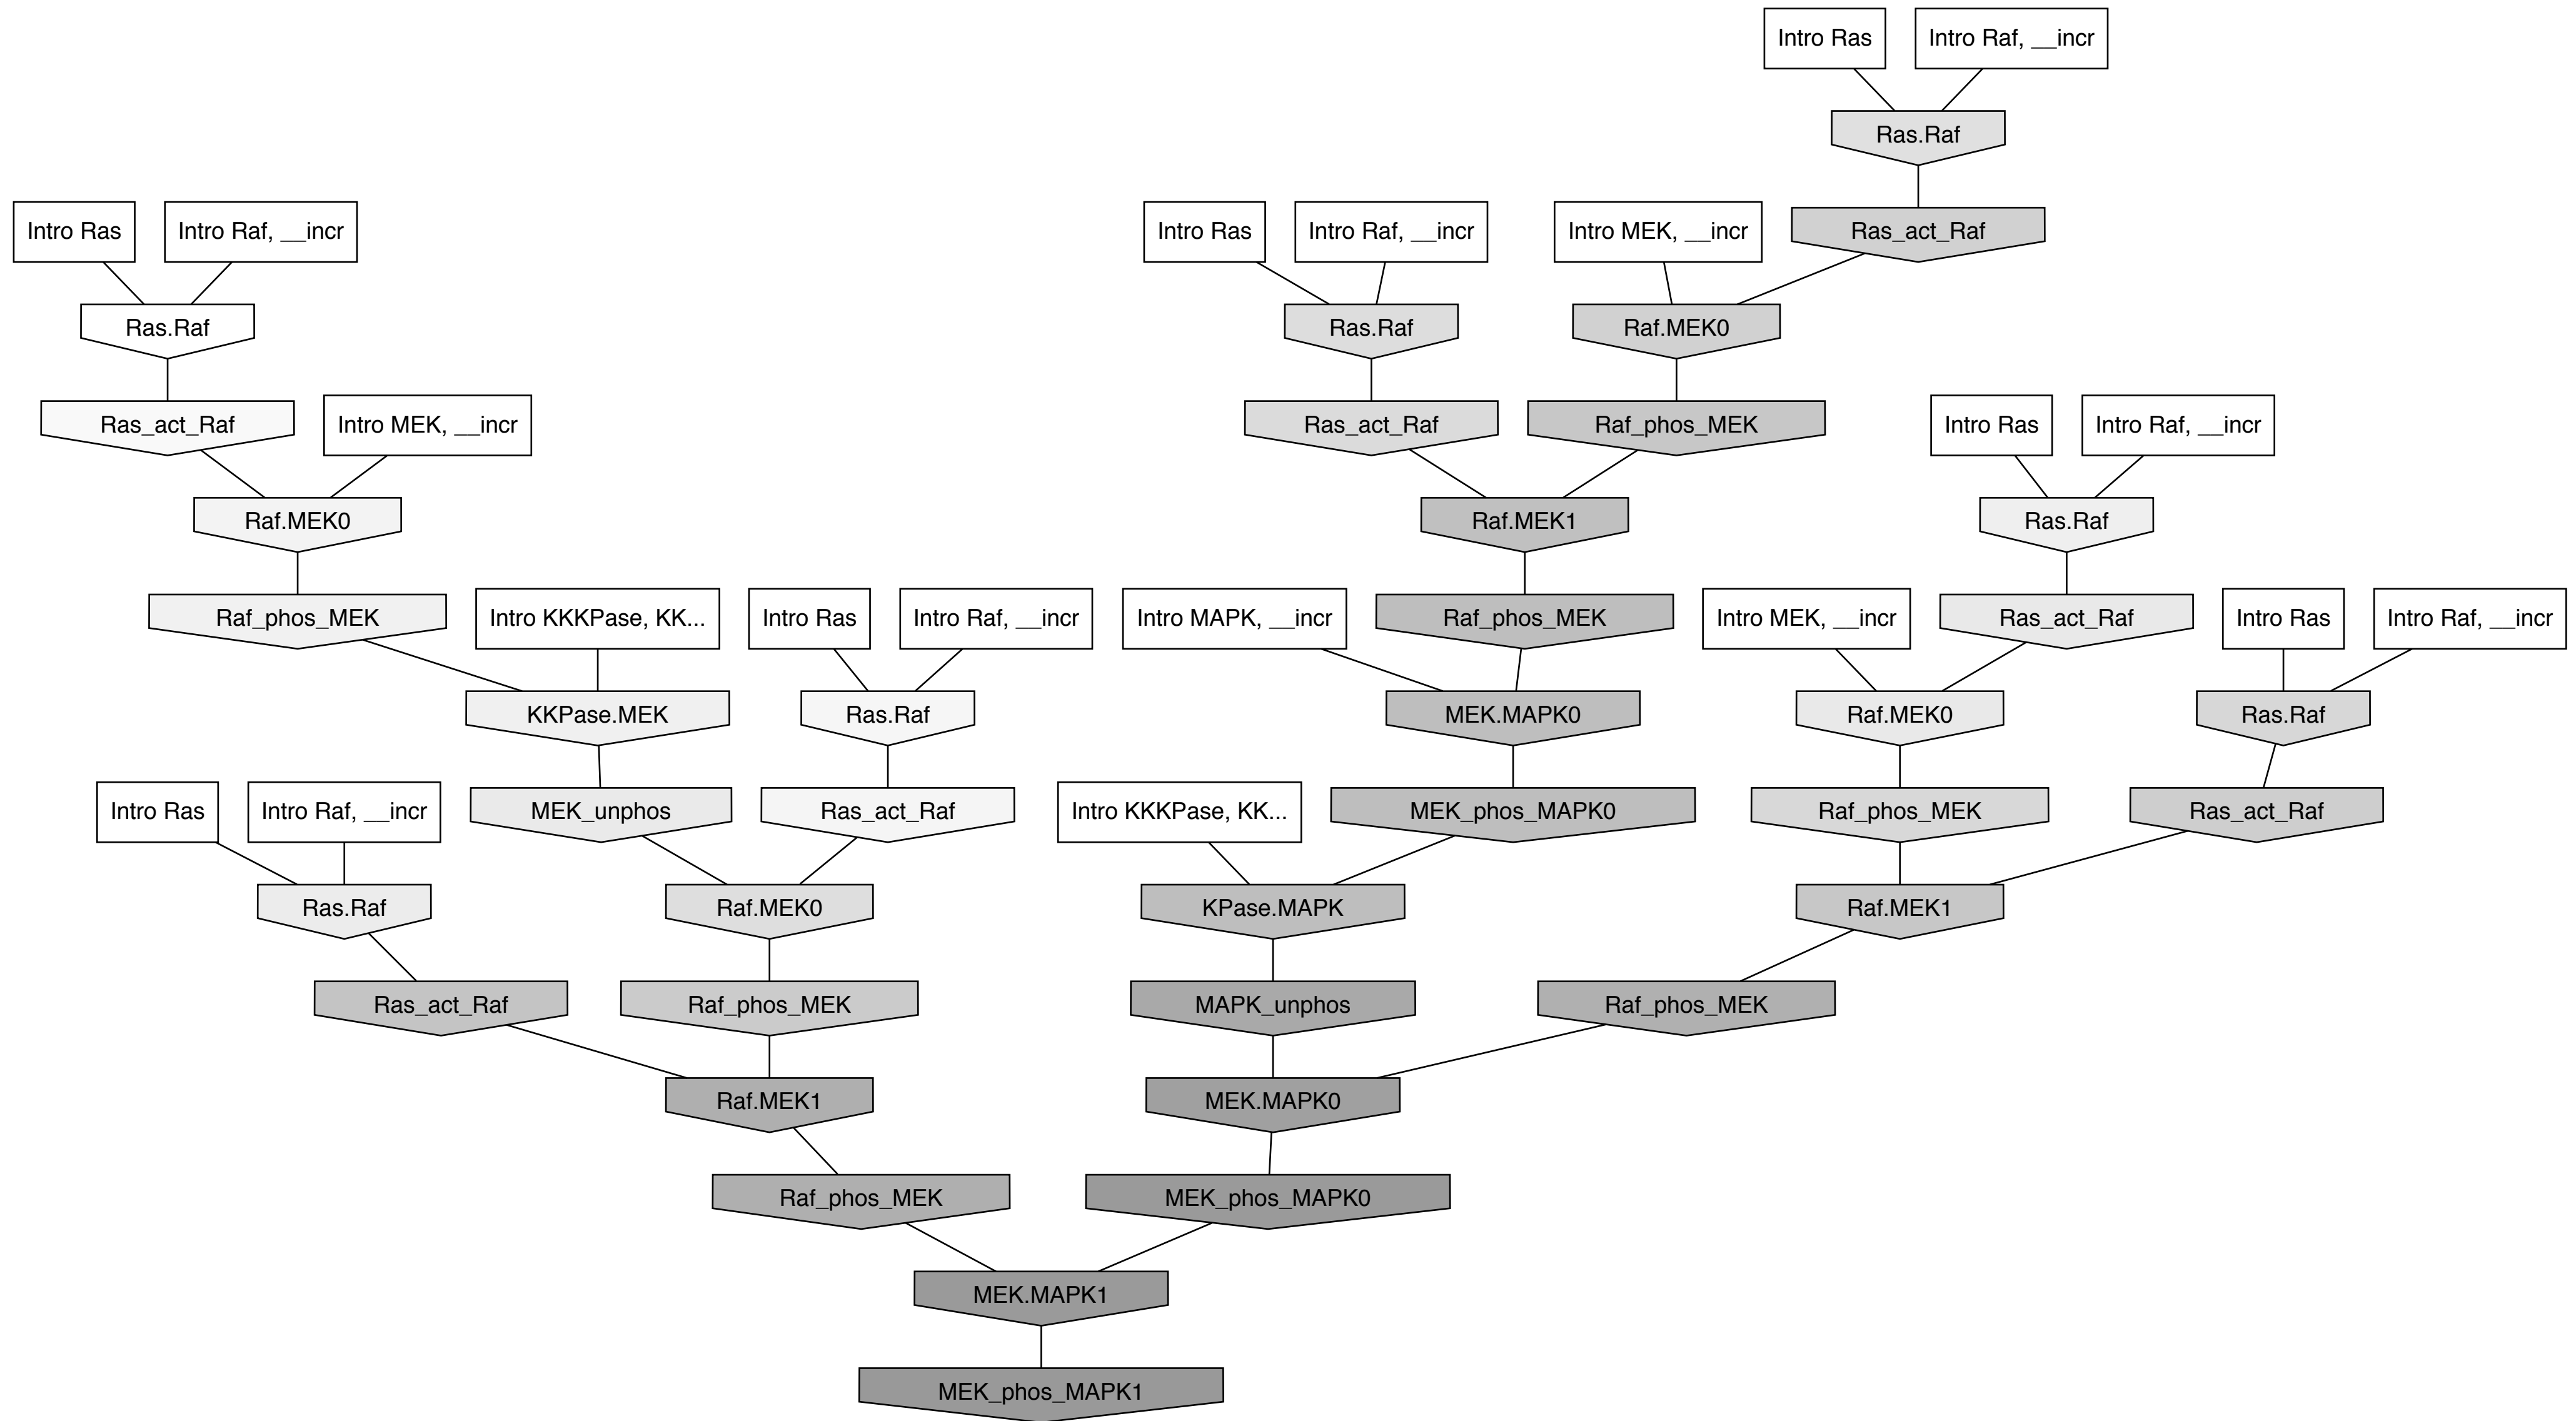 Intro Ras
Intro Raf, __incr
Ras.Raf
Intro Ras
Intro Raf, __incr
Intro Ras
Intro Raf, __incr
Intro MEK, __incr
Ras_act_Raf
Ras.Raf
Ras.Raf
Raf.MEK0
Ras_act_Raf
Intro MEK, __incr
Ras_act_Raf
Raf_phos_MEK
Intro Ras
Intro Raf, __incr
Raf.MEK0
Raf.MEK1
Ras.Raf
Raf_phos_MEK
Intro KKKPase, KK...
Intro Ras
Intro Raf, __incr
Intro MAPK, __incr
Raf_phos_MEK
Intro MEK, __incr
Ras_act_Raf
Intro Ras
Intro Raf, __incr
KKPase.MEK
Ras.Raf
MEK.MAPK0
Raf.MEK0
Ras.Raf
Intro Ras
Intro Raf, __incr
MEK_unphos
Ras_act_Raf
Intro KKKPase, KK...
MEK_phos_MAPK0
Raf_phos_MEK
Ras_act_Raf
Ras.Raf
Raf.MEK0
KPase.MAPK
Raf.MEK1
Ras_act_Raf
Raf_phos_MEK
MAPK_unphos
Raf_phos_MEK
Raf.MEK1
MEK.MAPK0
Raf_phos_MEK
MEK_phos_MAPK0
MEK.MAPK1
MEK_phos_MAPK1